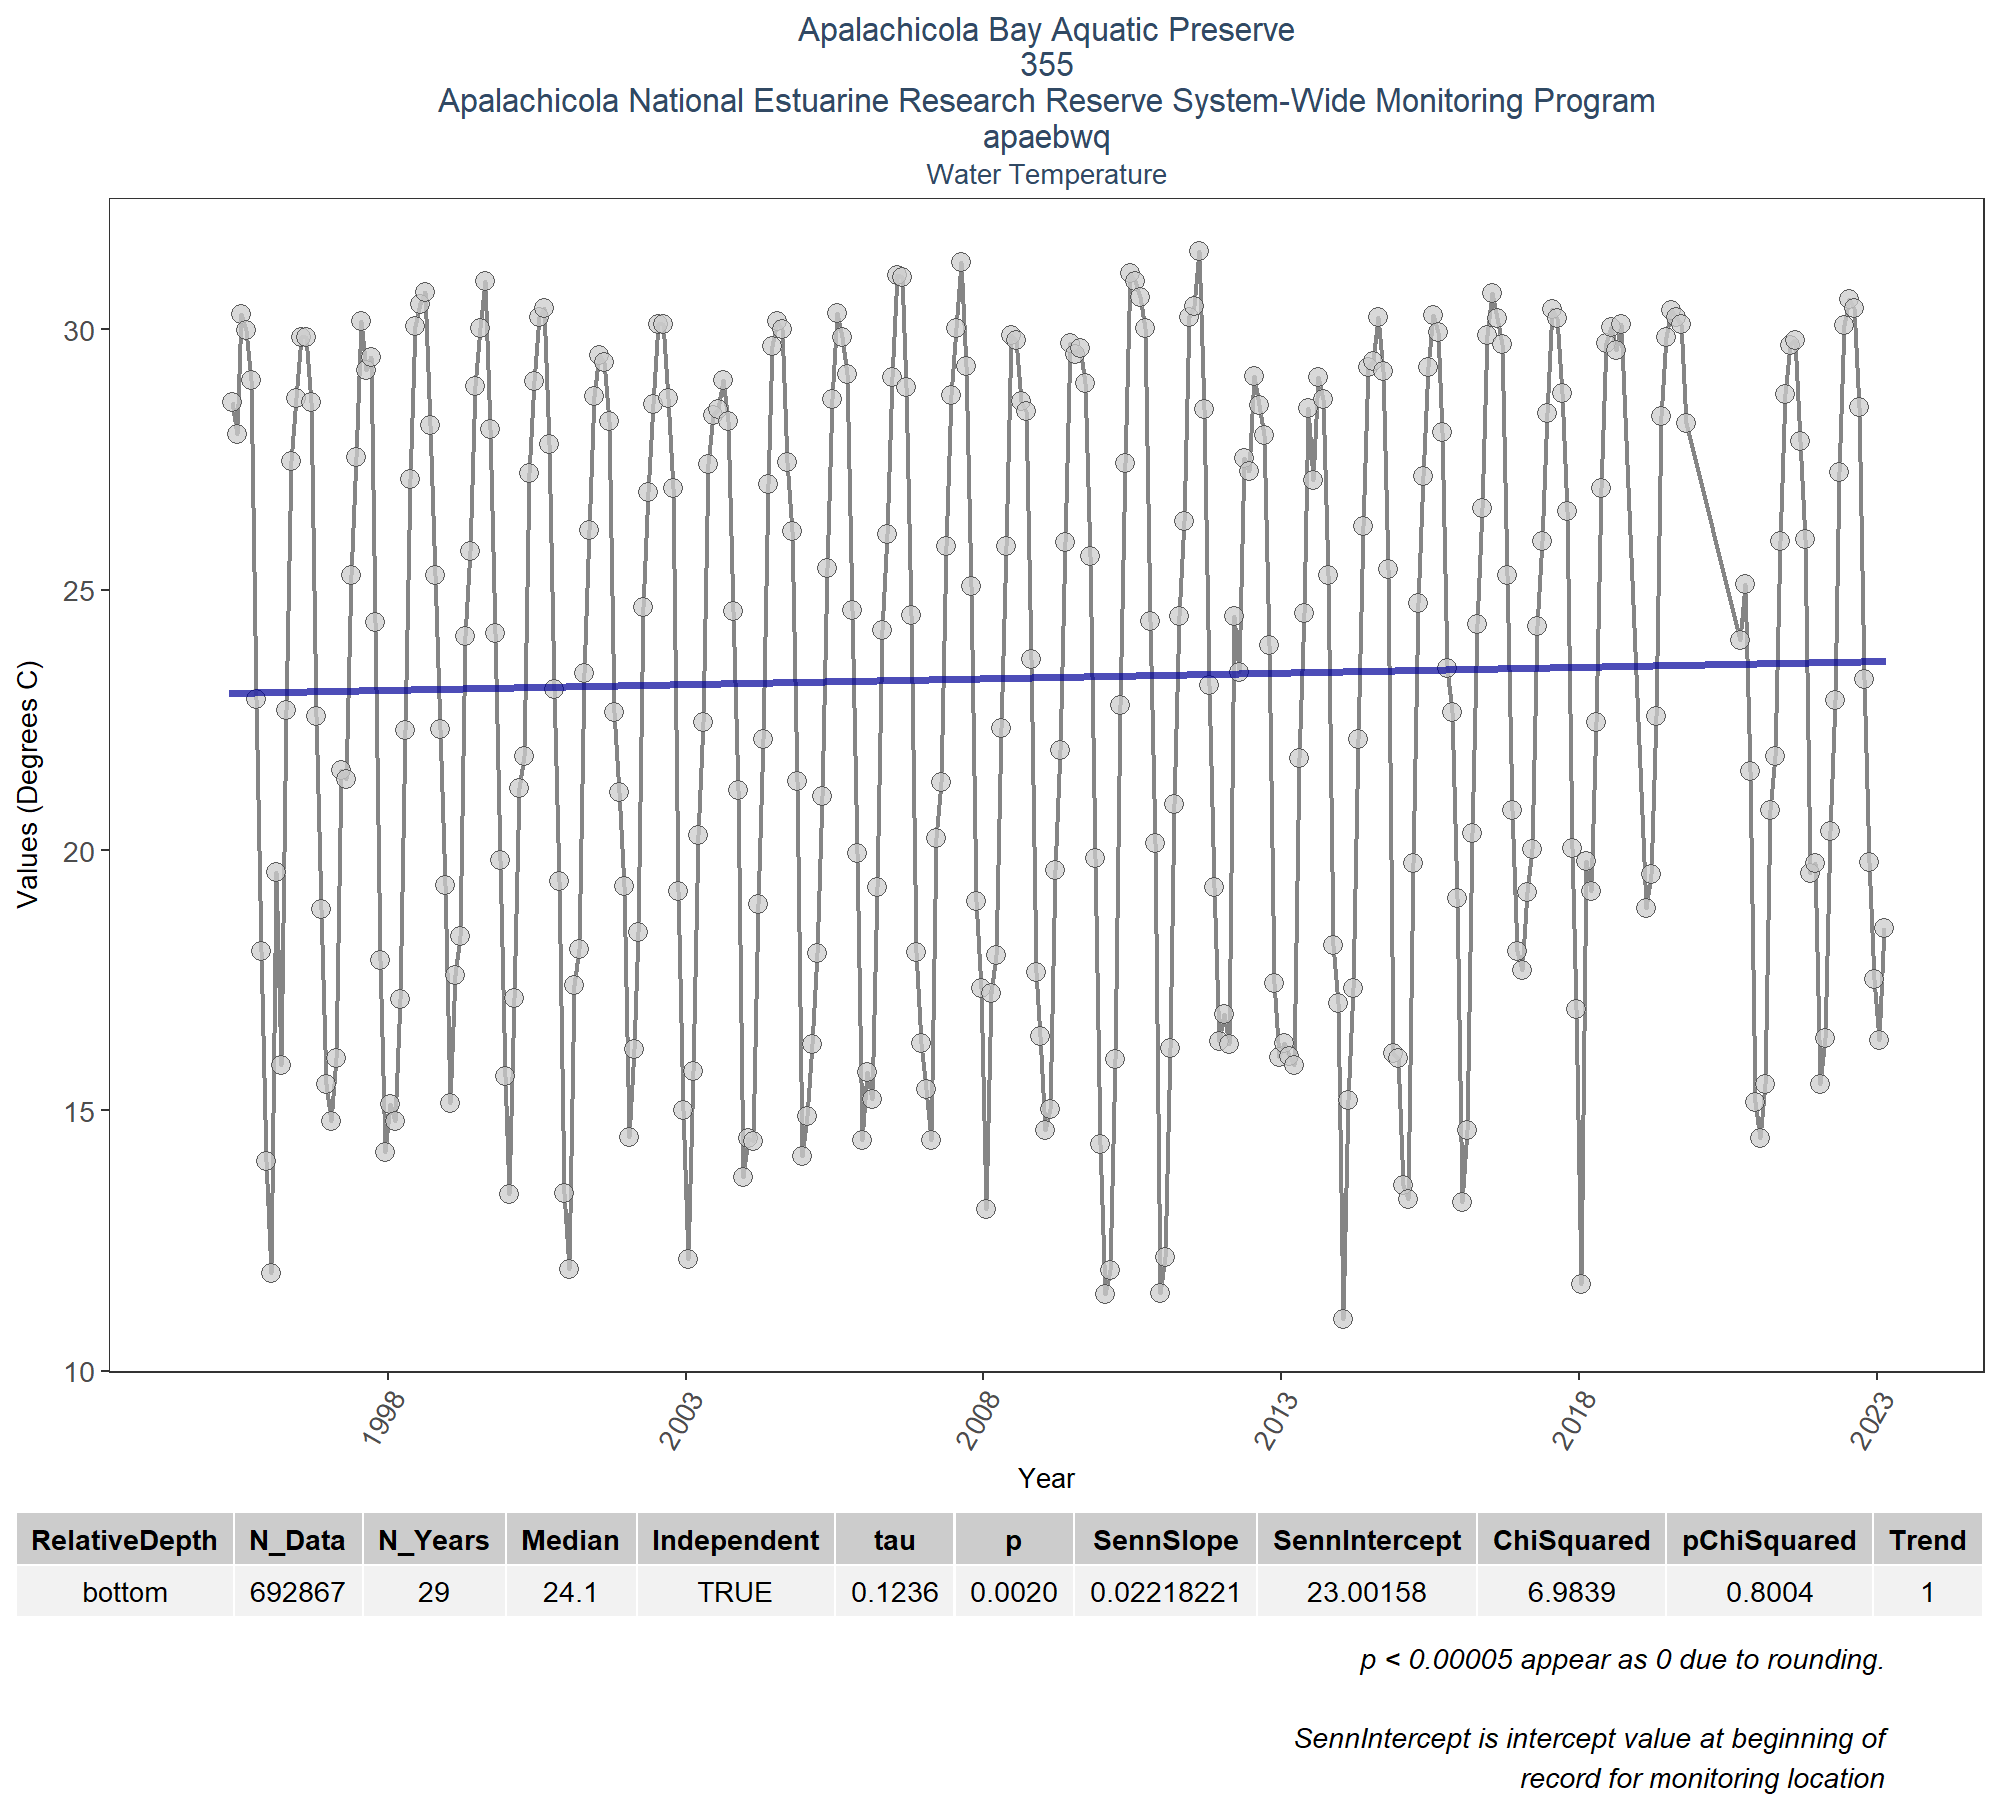 Apalachicola Bay Aquatic Preserve
355
Apalachicola National Estuarine Research Reserve System-Wide Monitoring Program
apaebwq
Water Temperature
Values (Degrees C)
30
25
20
15
10
1998 2003 2008 2013 2018 2023
Year
RelativeDepth N_Data N_Years Median Independent tau p SennSlope SennIntercept ChiSquared pChiSquared Trend
bottom 692867 29 24.1 TRUE 0.1236 0.0020 0.02218221 23.00158 6.9839 0.8004 1
p < 0.00005 appear as 0 due to rounding.
SennIntercept is intercept value at beginning of
record for monitoring location